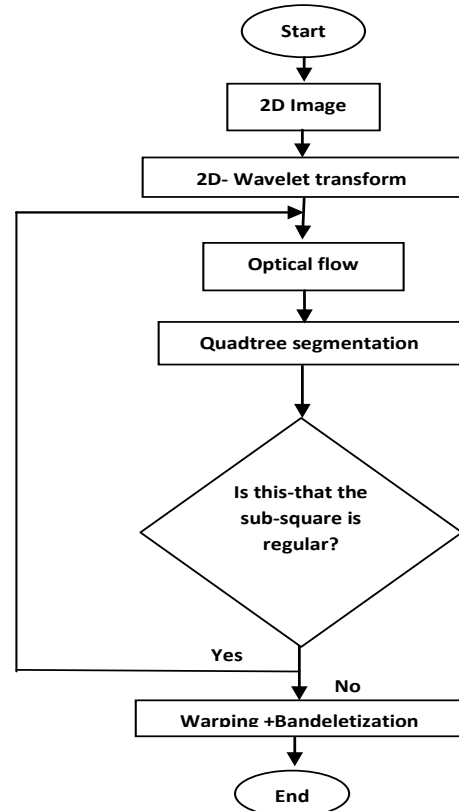 Start
2D Image
2D- Wavelet transform
Optical flow
Quadtree segmentation
Is this-that the
sub-square is
regular?
Yes
No
Warping +Bandeletization
End